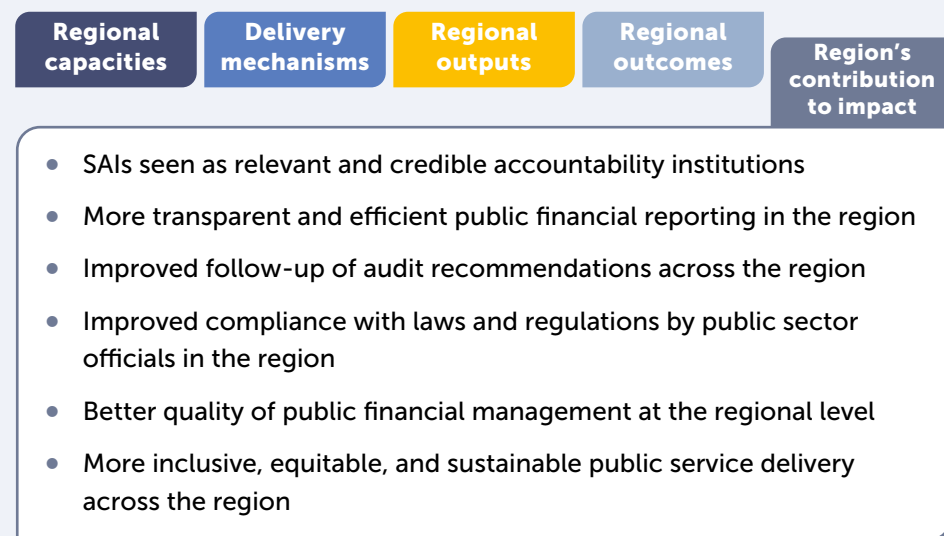 Regional
capacities
Delivery
mechanisms
Regional
outputs
Regional
outcomes
Region's
contribution
to impact
• SAIs seen as relevant and credible accountability institutions
• More transparent and efficient public financial reporting in the region
• Improved follow-up of audit recommendations across the region
• Improved compliance with laws and regulations by public sector
officials in the region
• Better quality of public financial management at the regional level
• More inclusive, equitable, and sustainable public service delivery
across the region